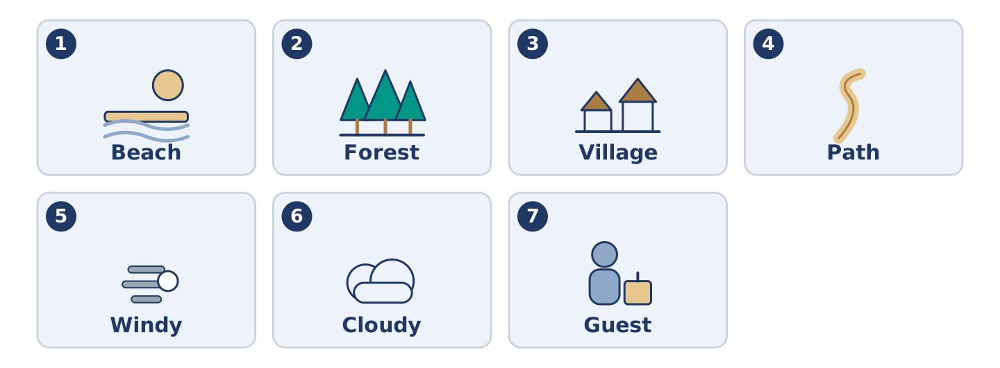 1
Beach
2
Forest
3
Village
4
Path
5
Windy
6
Cloudy
7
Guest